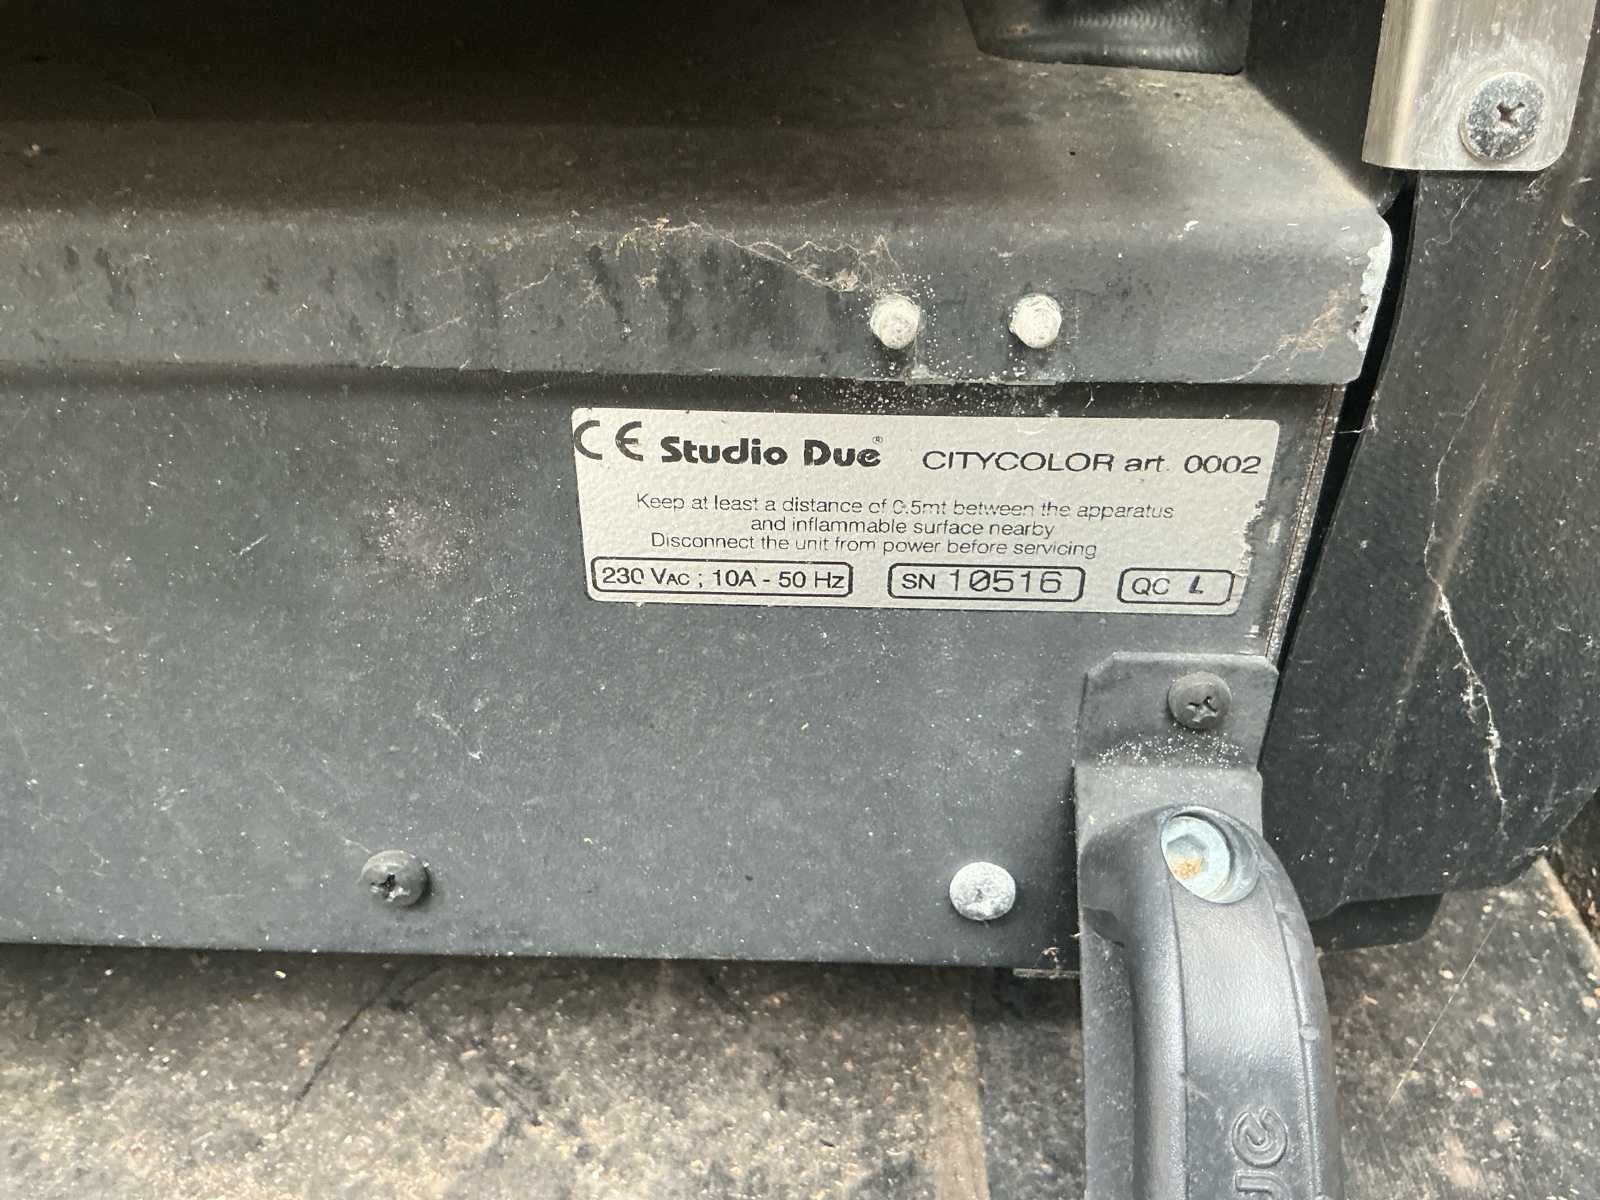 CE Studio Due® CITYCOLOR art. 0002
Keep at least a distance of 0.5mt between the apparatus
and inflammable surface nearby
Disconnect the unit from power before servicing
230 VAC ; 10A - 50 Hz SN 10516 QC L